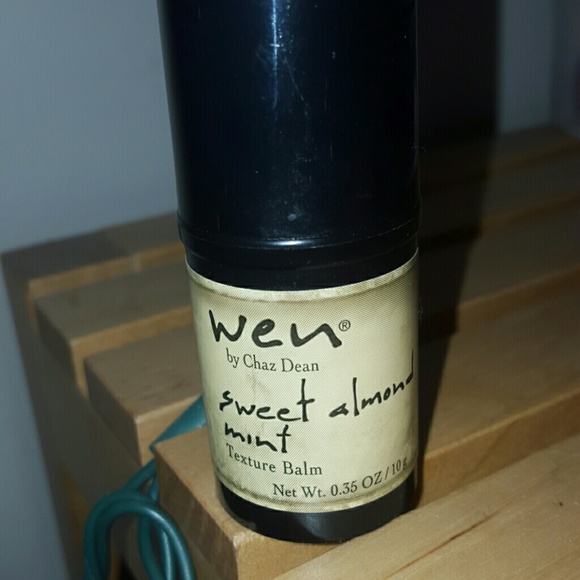 wen®
by Chaz Dean
sweet almond
mint
Texture Balm
Net Wt. 0.35 OZ / 10 g